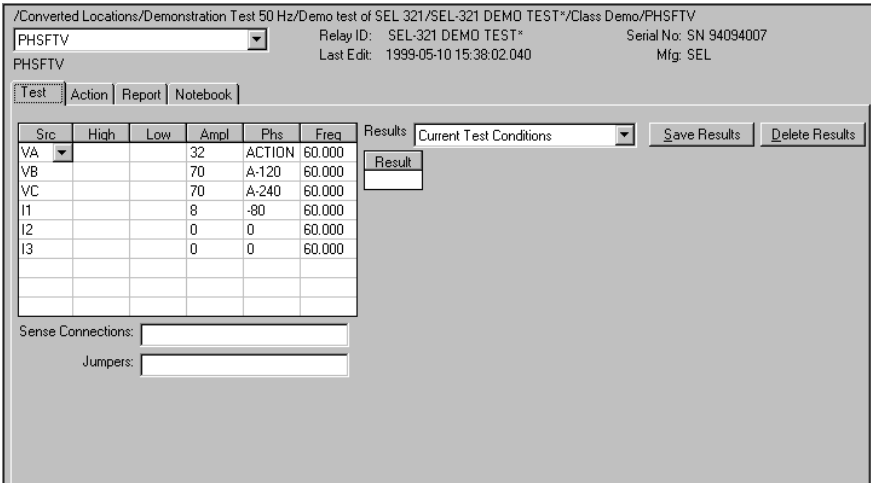 /Converted Locations/Demonstration Test 50 Hz/Demo test of SEL 321/SEL-321 DEMO TEST*/Class Demo/PHSFTV
PHSFTV Relay ID: SEL-321 DEMO TEST* Serial No: SN 94094007
PHSFTV Last Edit: 1999-05-10 15:38:02.040 Mfg: SEL
Test Action Report Notebook
Results Current Test Conditions Save Results Delete Results
Src High Low Ampl Phs Freq
VA 32 ACTION 60.000
VB 70 A-120 60.000
VC 70 A-240 60.000
I1 8 -80 60.000
I2 0 0 60.000
I3 0 0 60.000
Result
Sense Connections:
Jumpers: